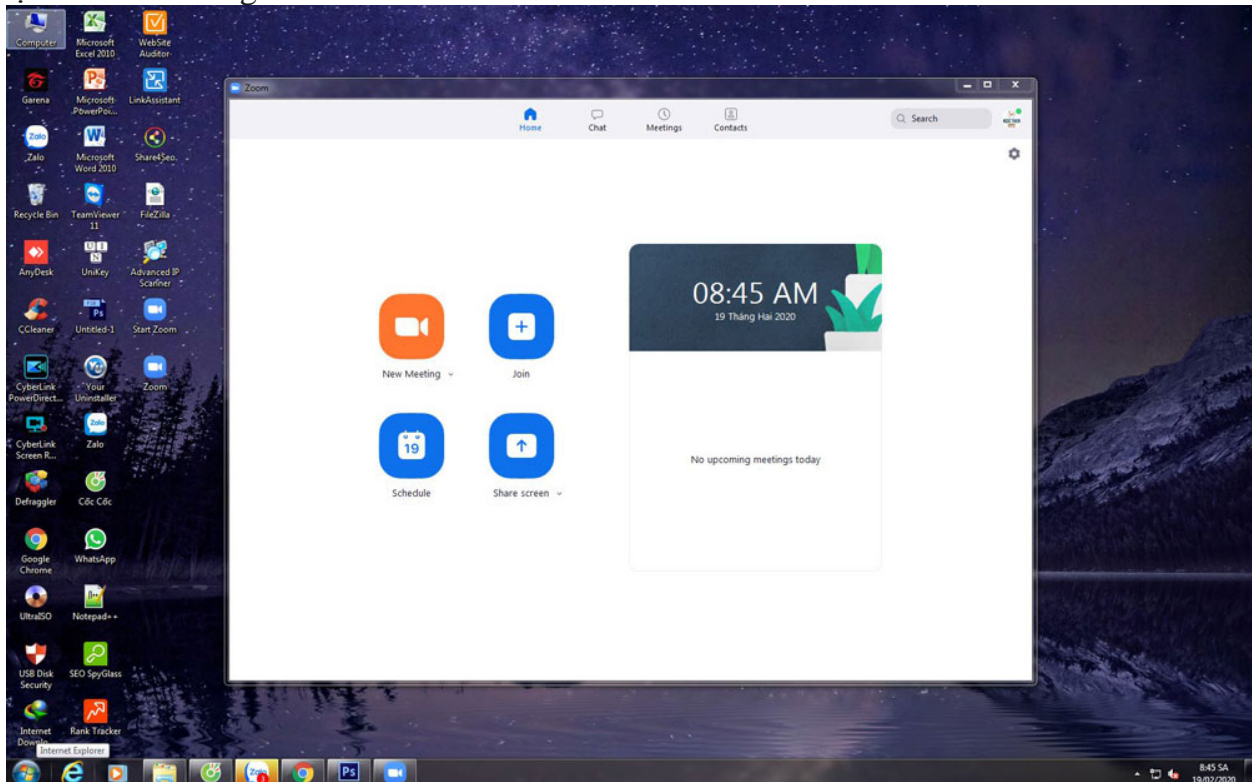 Computer
Microsoft
Excel 2010
WebSite
Auditor
Garena
Microsoft
PowerPoi...
LinkAssistant
Zalo
Zalo
Microsoft
Word 2010
Share4Seo.
Recycle Bin
TeamViewer
11
FileZilla
AnyDesk
UniKey
Advanced IP
Scanner
CCleaner
Untitled-1
Start Zoom
CyberLink
PowerDirect...
Your
Uninstaller
Zoom
CyberLink
Screen R...
Zalo
Zalo
Defraggler
Cốc Cốc
Google
Chrome
WhatsApp
UltraISO
Notepad++
USB Disk
Security
SEO SpyGlass
Internet
Rank Tracker
Internet Explorer
Zoom
Home
Chat
Meetings
Contacts
Search
08:45 AM
19 Tháng Hai 2020
New Meeting
Join
19
Schedule
Share screen
No upcoming meetings today
Ps
8:45 SA
19/02/2020